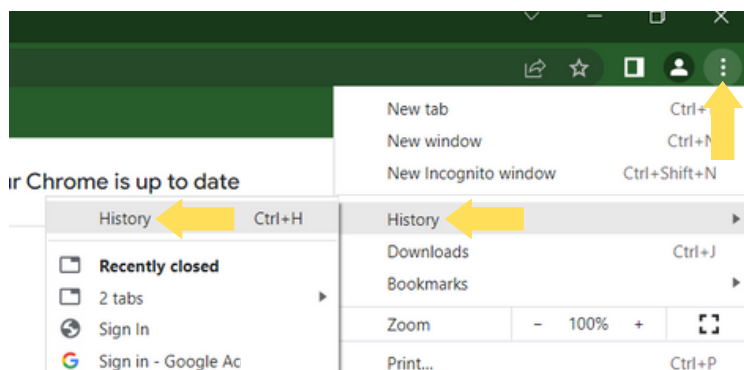 New tab Ctrl+
New window Ctrl+N
New Incognito window Ctrl+Shift+N
Chrome is up to date
History Ctrl+H
History
Recently closed
Downloads Ctrl+J
2 tabs
Bookmarks
Sign In
Zoom - 100% +
Sign in - Google Ac
Print... Ctrl+P